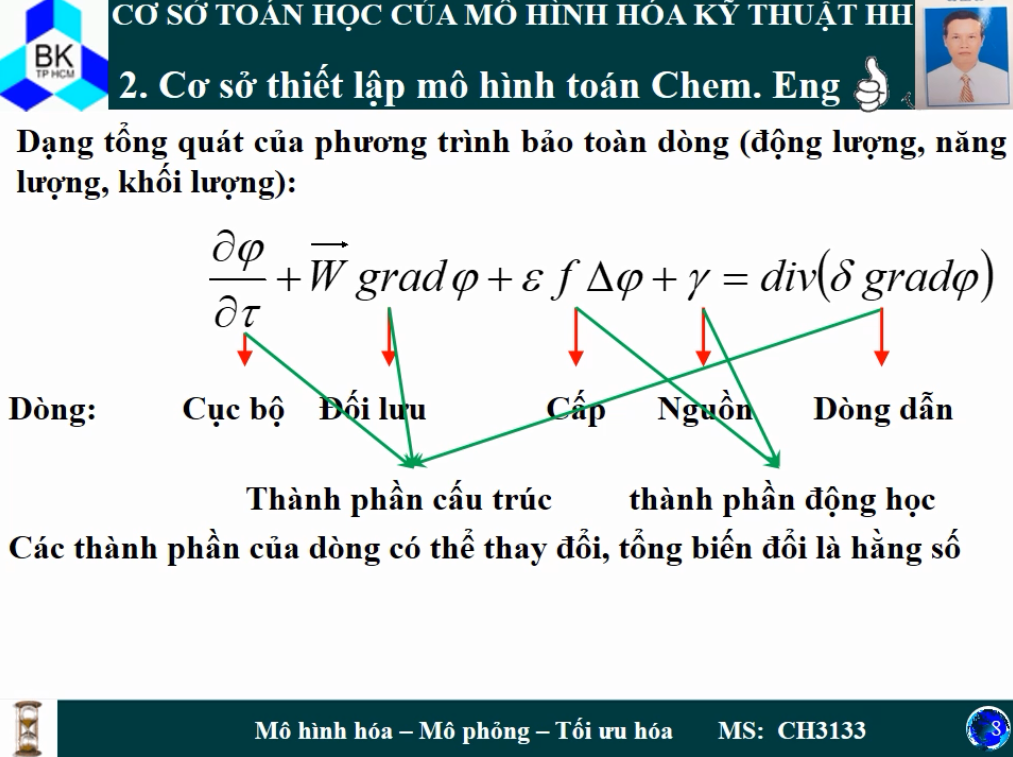 CƠ SỞ TOÁN HỌC CỦA MÔ HÌNH HÓA KỸ THUẬT HH
BK
TP HCM
2. Cơ sở thiết lập mô hình toán Chem. Eng
Dạng tổng quát của phương trình bảo toàn dòng (động lượng, năng
lượng, khối lượng):
∂φ/∂τ + W⃗ grad φ + ε f Δφ + γ = div(δ gradφ)
Dòng: Cục bộ Đối lưu Cấp Nguồn Dòng dẫn
Thành phần cấu trúc thành phần động học
Các thành phần của dòng có thể thay đổi, tổng biến đổi là hằng số
Mô hình hóa – Mô phỏng – Tối ưu hóa MS: CH3133
8